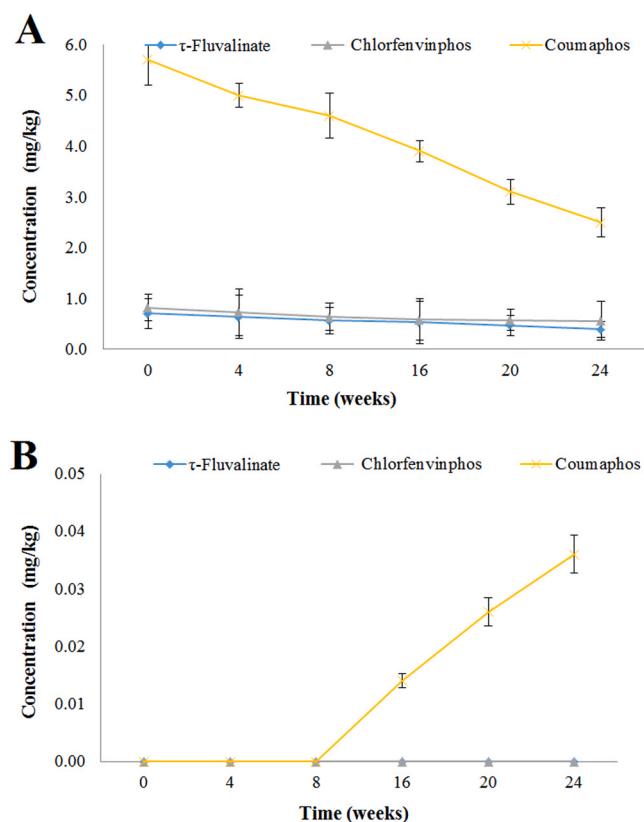 A
τ-Fluvalinate Chlorfenvinphos Coumaphos
6.0
5.0
4.0
3.0
2.0
1.0
0.0
Concentration (mg/kg)
0 4 8 16 20 24
Time (weeks)
B
τ-Fluvalinate Chlorfenvinphos Coumaphos
0.05
0.04
0.03
0.02
0.01
0.00
Concentration (mg/kg)
0 4 8 16 20 24
Time (weeks)